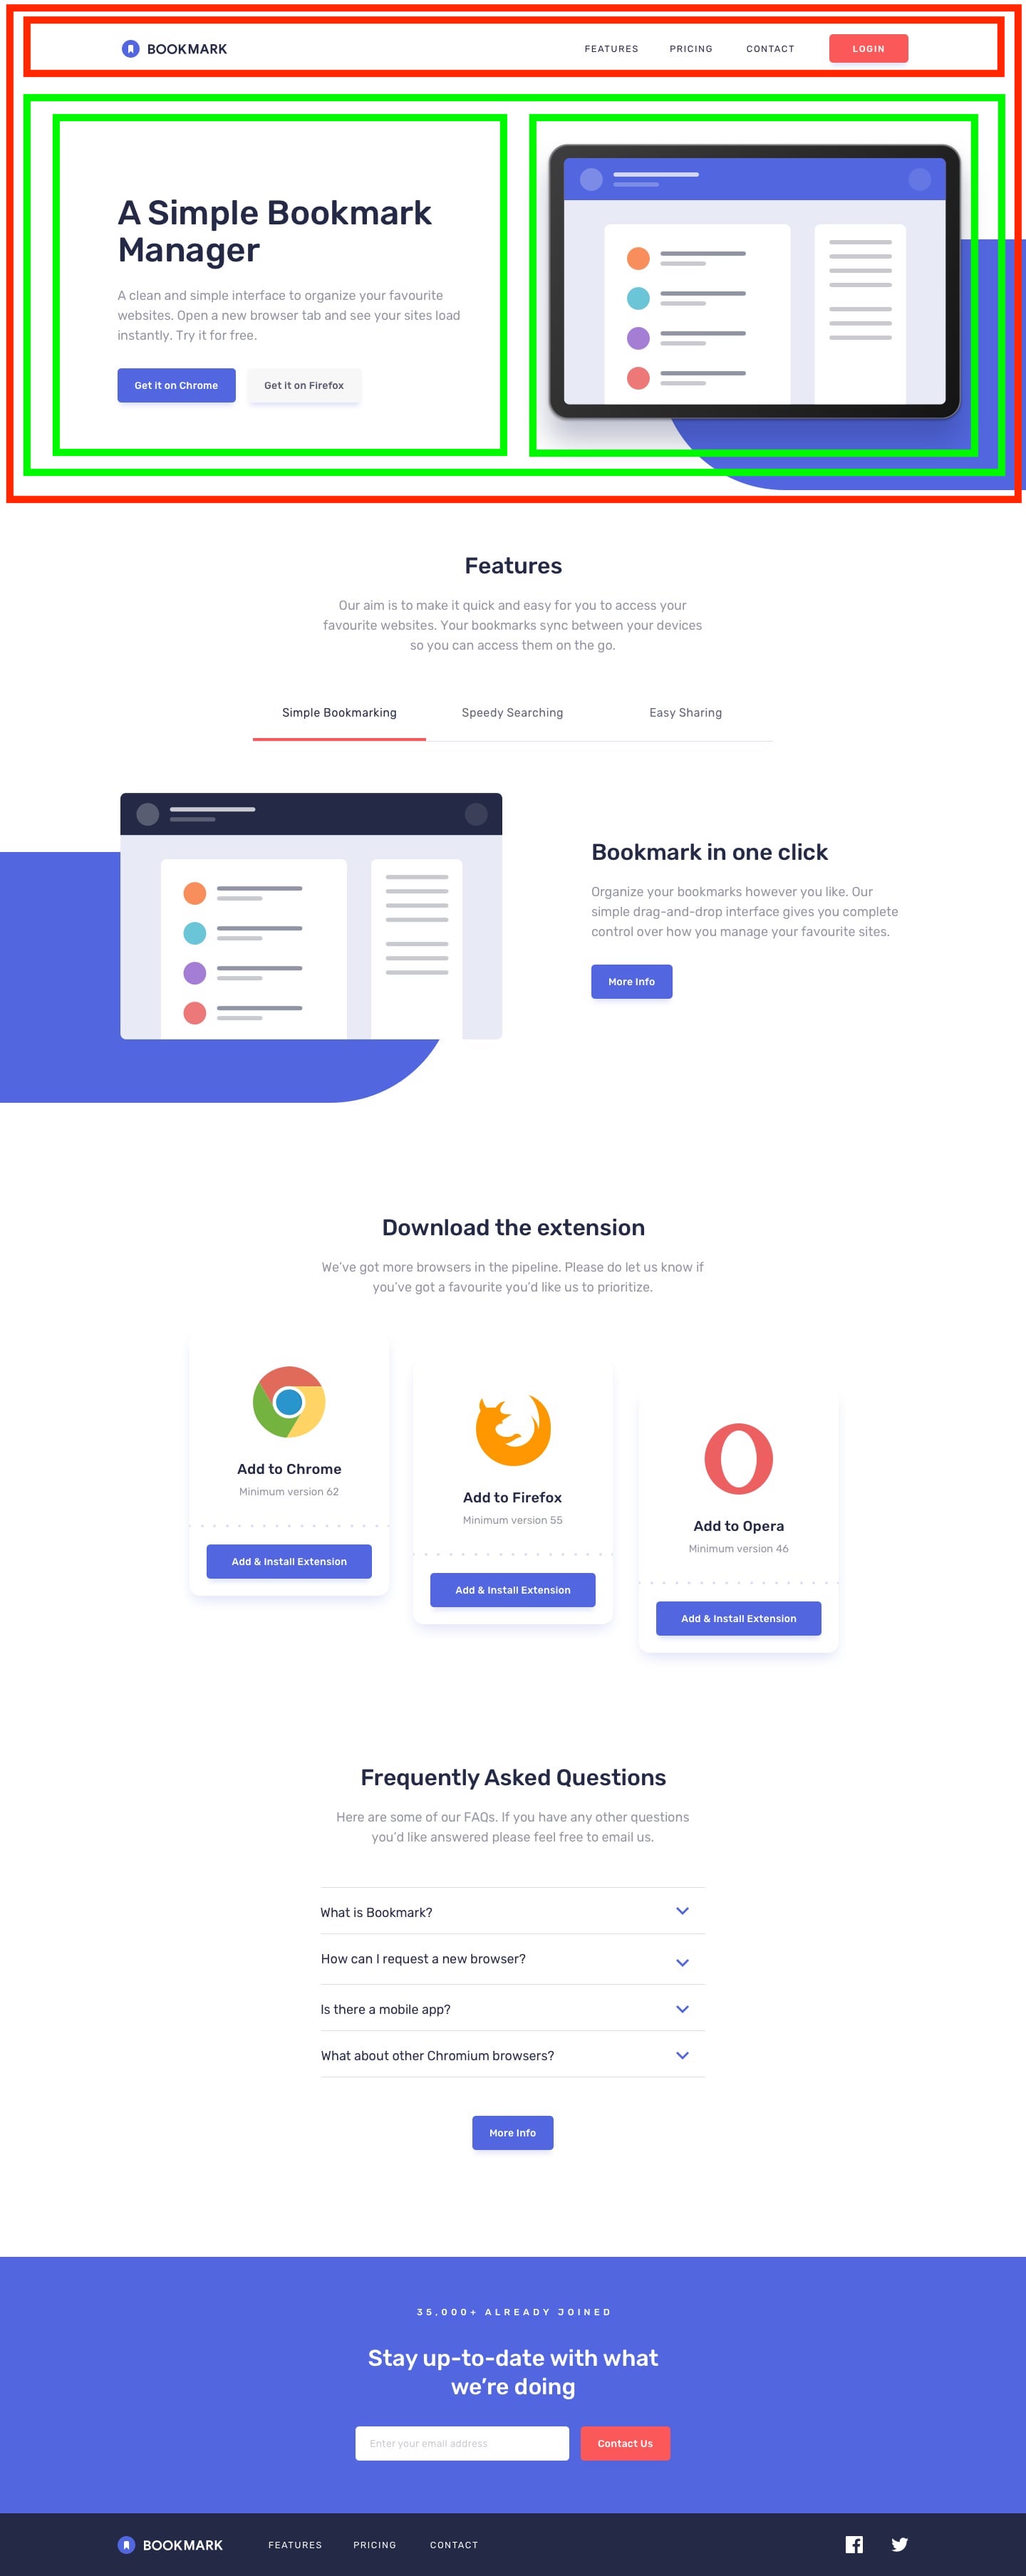 BOOKMARK
FEATURES PRICING CONTACT LOGIN
A Simple Bookmark
Manager
A clean and simple interface to organize your favourite
websites. Open a new browser tab and see your sites load
instantly. Try it for free.
Get it on Chrome Get it on Firefox
Features
Our aim is to make it quick and easy for you to access your
favourite websites. Your bookmarks sync between your devices
so you can access them on the go.
Simple Bookmarking Speedy Searching Easy Sharing
Bookmark in one click
Organize your bookmarks however you like. Our
simple drag-and-drop interface gives you complete
control over how you manage your favourite sites.
More Info
Download the extension
We’ve got more browsers in the pipeline. Please do let us know if
you’ve got a favourite you’d like us to prioritize.
Add to Chrome
Minimum version 62
Add & Install Extension
Add to Firefox
Minimum version 55
Add & Install Extension
Add to Opera
Minimum version 46
Add & Install Extension
Frequently Asked Questions
Here are some of our FAQs. If you have any other questions
you’d like answered please feel free to email us.
What is Bookmark?
How can I request a new browser?
Is there a mobile app?
What about other Chromium browsers?
More Info
35,000+ ALREADY JOINED
Stay up-to-date with what
we’re doing
Enter your email address Contact Us
BOOKMARK FEATURES PRICING CONTACT